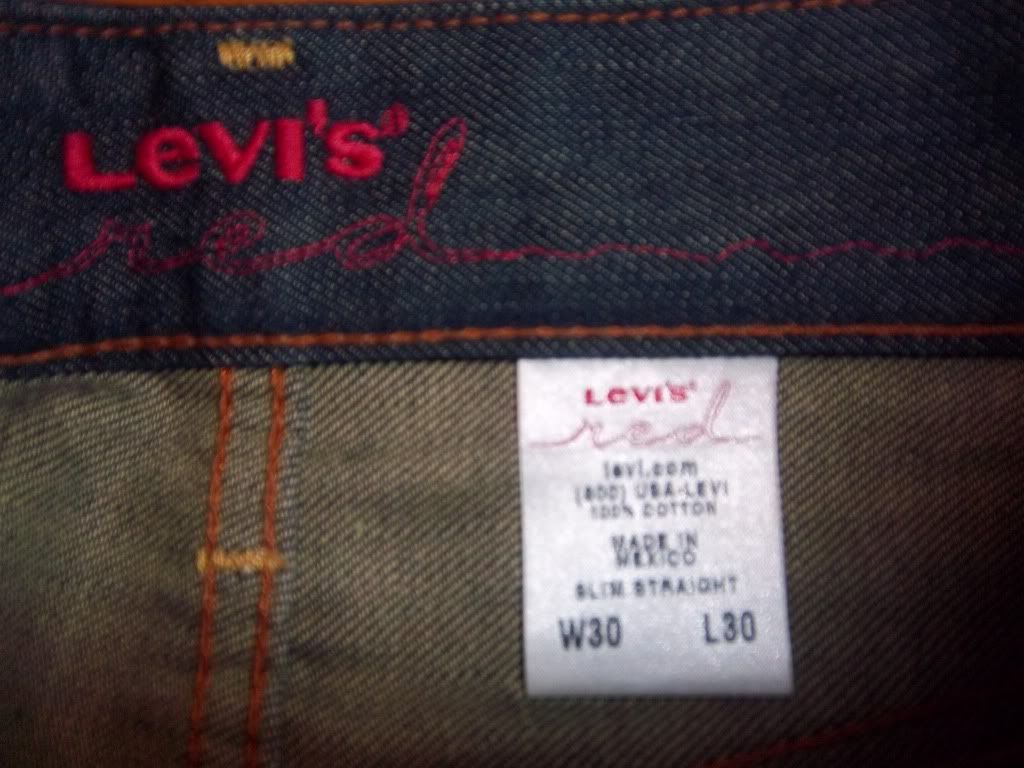 Levi's®
red
Levi's®
red
levi.com
(800) USA-LEVI
100% COTTON
MADE IN
MEXICO
SLIM STRAIGHT
W30 L30